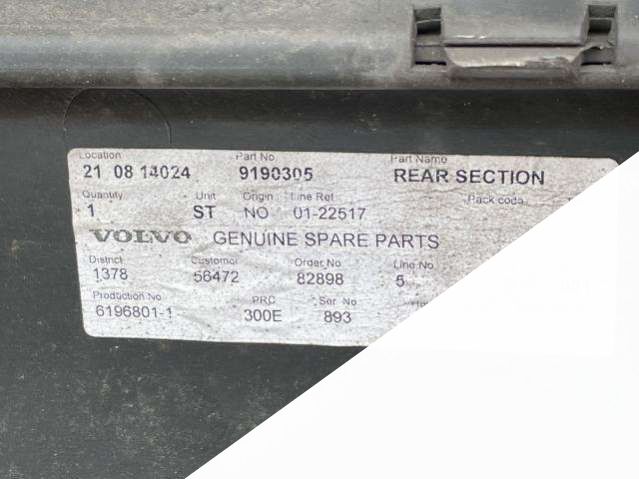 Location Part No Part Name
21 08 14024 9190305 REAR SECTION
Quantity Unit Origin Line Ref Pack code
1 ST NO 01-22517
VOLVO GENUINE SPARE PARTS
District Customer Order No Line No
1378 56472 82898 5
Production No PRC Ser No
6196801-1 300E 893